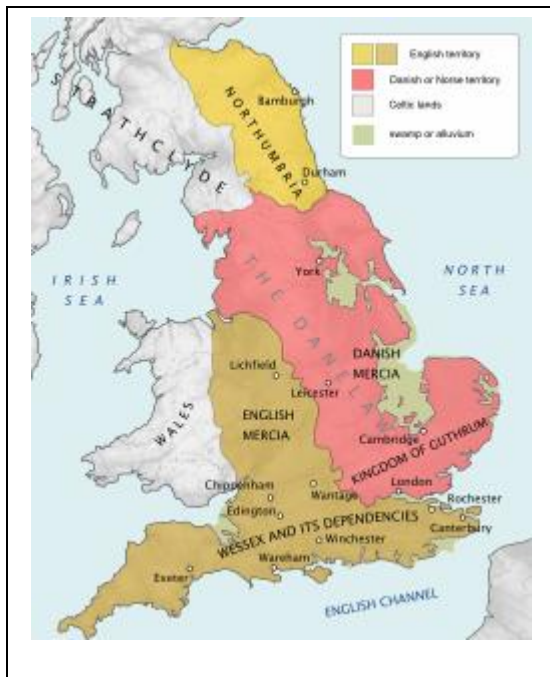 English territory
Danish or Norse territory
Celtic lands
swamp or alluvium
STRATHCLYDE
NORTHUMBRIA
Bamburgh
Durham
IRISH
SEA
NORTH
SEA
York
THE DANELAW
DANISH
MERCIA
Lichfield
Leicester
ENGLISH
MERCIA
WALES
Cambridge
KINGDOM OF GUTHRUM
Chippenham
Wantage
London
Rochester
Edington
WESSEX AND ITS DEPENDENCIES
Canterbury
Winchester
Wareham
Exeter
ENGLISH CHANNEL